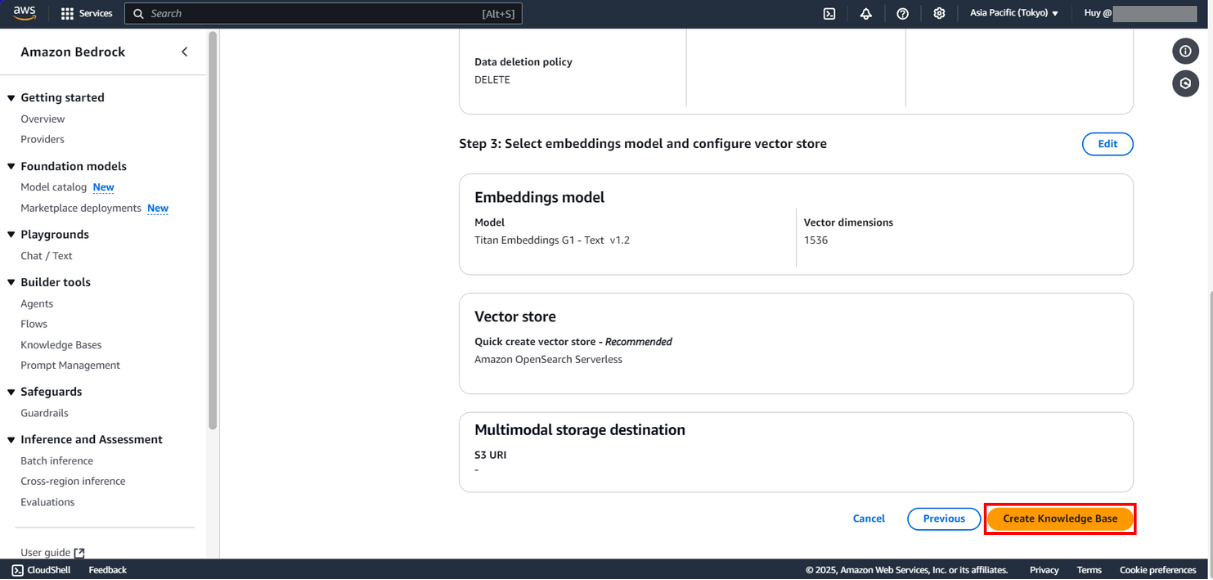 aws
Services
Search
[Alt+S]
Asia Pacific (Tokyo)
Huy @
Amazon Bedrock
Getting started
Overview
Providers
Foundation models
Model catalog New
Marketplace deployments New
Playgrounds
Chat / Text
Builder tools
Agents
Flows
Knowledge Bases
Prompt Management
Safeguards
Guardrails
Inference and Assessment
Batch inference
Cross-region inference
Evaluations
User guide
Data deletion policy
DELETE
Step 3: Select embeddings model and configure vector store
Edit
Embeddings model
Model
Titan Embeddings G1 - Text v1.2
Vector dimensions
1536
Vector store
Quick create vector store - Recommended
Amazon OpenSearch Serverless
Multimodal storage destination
S3 URI
-
Cancel
Previous
Create Knowledge Base
CloudShell
Feedback
© 2025, Amazon Web Services, Inc. or its affiliates.
Privacy
Terms
Cookie preferences